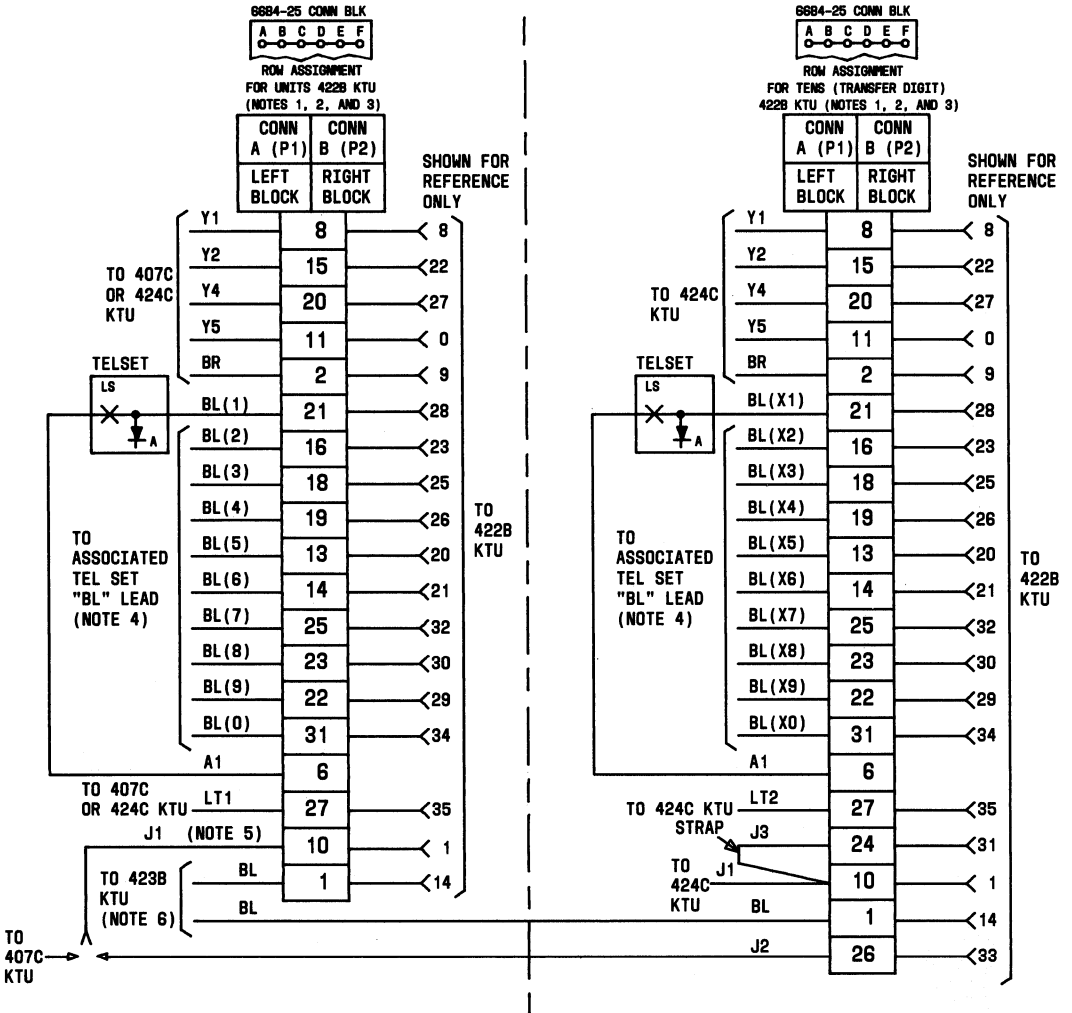 66B4-25 CONN BLK
A B C D E F
ROW ASSIGNMENT
FOR UNITS 422B KTU
(NOTES 1, 2, AND 3)
CONN
A (P1)
CONN
B (P2)
LEFT
BLOCK
RIGHT
BLOCK
SHOWN FOR
REFERENCE
ONLY
Y1 8 8
Y2 15 22
Y4 20 27
Y5 11 0
BR 2 9
TO 407C
OR 424C
KTU
TELSET
LS
A
BL(1) 21 28
BL(2) 16 23
BL(3) 18 25
BL(4) 19 26
BL(5) 13 20
BL(6) 14 21
BL(7) 25 32
BL(8) 23 30
BL(9) 22 29
BL(0) 31 34
TO
ASSOCIATED
TEL SET
"BL" LEAD
(NOTE 4)
TO
422B
KTU
A1 6
TO 407C
OR 424C KTU
LT1 27 35
J1 (NOTE 5) 10 1
BL 1 14
TO 423B
KTU
(NOTE 6)
BL
TO
407C
KTU
66B4-25 CONN BLK
A B C D E F
ROW ASSIGNMENT
FOR TENS (TRANSFER DIGIT)
422B KTU (NOTES 1, 2, AND 3)
CONN
A (P1)
CONN
B (P2)
LEFT
BLOCK
RIGHT
BLOCK
SHOWN FOR
REFERENCE
ONLY
Y1 8 8
Y2 15 22
Y4 20 27
Y5 11 0
BR 2 9
TO 424C
KTU
TELSET
LS
A
BL(X1) 21 28
BL(X2) 16 23
BL(X3) 18 25
BL(X4) 19 26
BL(X5) 13 20
BL(X6) 14 21
BL(X7) 25 32
BL(X8) 23 30
BL(X9) 22 29
BL(X0) 31 34
TO
ASSOCIATED
TEL SET
"BL" LEAD
(NOTE 4)
TO
422B
KTU
A1 6
TO 424C KTU LT2 27 35
STRAP
J3 24 31
TO
424C
KTU
J1 10 1
BL 1 14
J2 26 33